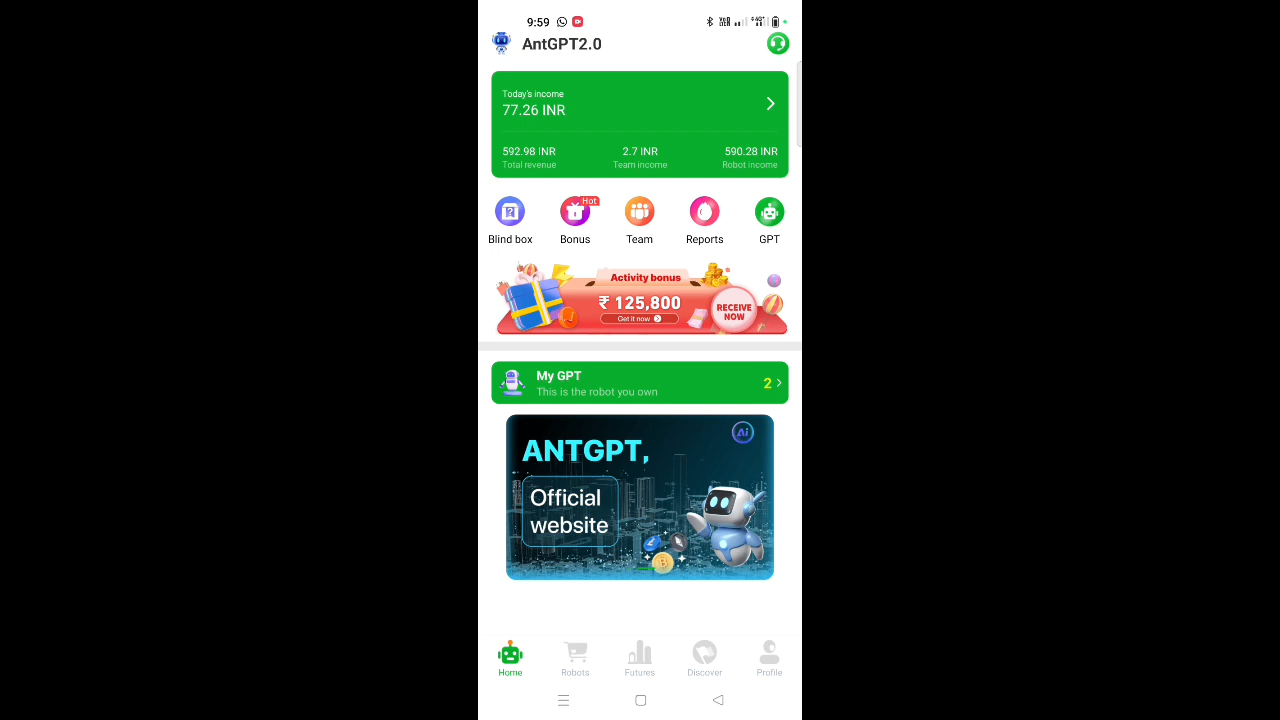 9:59
AntGPT2.0
Today's income
77.26 INR
592.98 INR 2.7 INR 590.28 INR
Total revenue Team income Robot income
Hot
Blind box Bonus Team Reports GPT
Activity bonus
₹ 125,800
Get it now
RECEIVE
NOW
My GPT
This is the robot you own
2
Ai
ANTGPT,
Official
website
Home Robots Futures Discover Profile